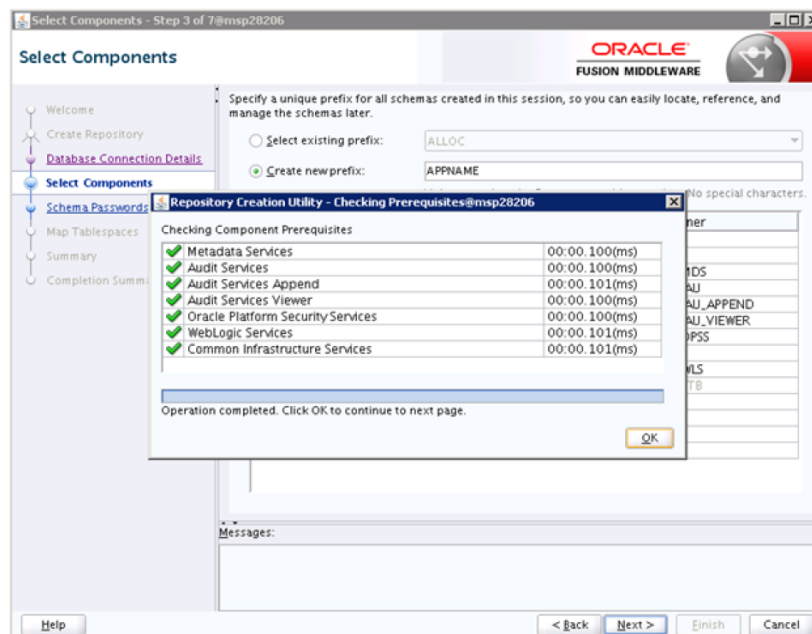 Select Components - Step 3 of 7@msp28206
Select Components
ORACLE
FUSION MIDDLEWARE
Welcome
Create Repository
Database Connection Details
Select Components
Schema Passwords
Map Tablespaces
Summary
Completion Summ
Specify a unique prefix for all schemas created in this session, so you can easily locate, reference, and
manage the schemas later.
Select existing prefix:
ALLOC
Create new prefix:
APPNAME
No special characters.
ner
Repository Creation Utility - Checking Prerequisites@msp28206
Checking Component Prerequisites
Metadata Services 00:00.100(ms)
Audit Services 00:00.100(ms)
Audit Services Append 00:00.101(ms)
Audit Services Viewer 00:00.100(ms)
Oracle Platform Security Services 00:00.100(ms)
WebLogic Services 00:00.101(ms)
Common Infrastructure Services 00:00.101(ms)
Operation completed. Click OK to continue to next page.
OK
MDS
AU
AU_APPEND
AU_VIEWER
OPSS
WLS
TB
Messages:
Help
< Back
Next >
Finish
Cancel